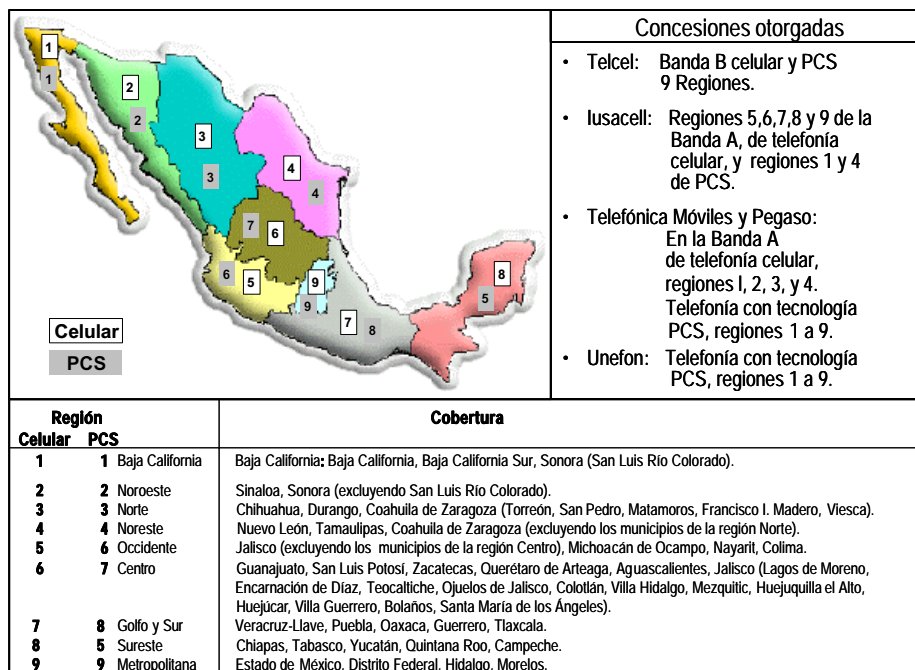 1
1
2
2
3
3
4
4
7
6
6
5
9
9
7
8
8
5
Celular
PCS
Concesiones otorgadas
• Telcel: Banda B celular y PCS
9 Regiones.
• Iusacell: Regiones 5,6,7,8 y 9 de la
Banda A, de telefonía
celular, y regiones 1 y 4
de PCS.
• Telefónica Móviles y Pegaso:
En la Banda A
de telefonía celular,
regiones I, 2, 3, y 4.
Telefonía con tecnología
PCS, regiones 1 a 9.
• Unefon: Telefonía con tecnología
PCS, regiones 1 a 9.
Región Cobertura
Celular PCS
1 1 Baja California Baja California: Baja California, Baja California Sur, Sonora (San Luis Río Colorado).
2 2 Noroeste Sinaloa, Sonora (excluyendo San Luis Río Colorado).
3 3 Norte Chihuahua, Durango, Coahuila de Zaragoza (Torreón, San Pedro, Matamoros, Francisco I. Madero, Viesca).
4 4 Noreste Nuevo León, Tamaulipas, Coahuila de Zaragoza (excluyendo los municipios de la región Norte).
5 6 Occidente Jalisco (excluyendo los municipios de la región Centro), Michoacán de Ocampo, Nayarit, Colima.
6 7 Centro Guanajuato, San Luis Potosí, Zacatecas, Querétaro de Arteaga, Aguascalientes, Jalisco (Lagos de Moreno,
Encarnación de Díaz, Teocaltiche, Ojuelos de Jalisco, Colotlán, Villa Hidalgo, Mezquitic, Huejuquilla el Alto,
Huejúcar, Villa Guerrero, Bolaños, Santa María de los Ángeles).
7 8 Golfo y Sur Veracruz-Llave, Puebla, Oaxaca, Guerrero, Tlaxcala.
8 5 Sureste Chiapas, Tabasco, Yucatán, Quintana Roo, Campeche.
9 9 Metropolitana Estado de México, Distrito Federal, Hidalgo, Morelos.